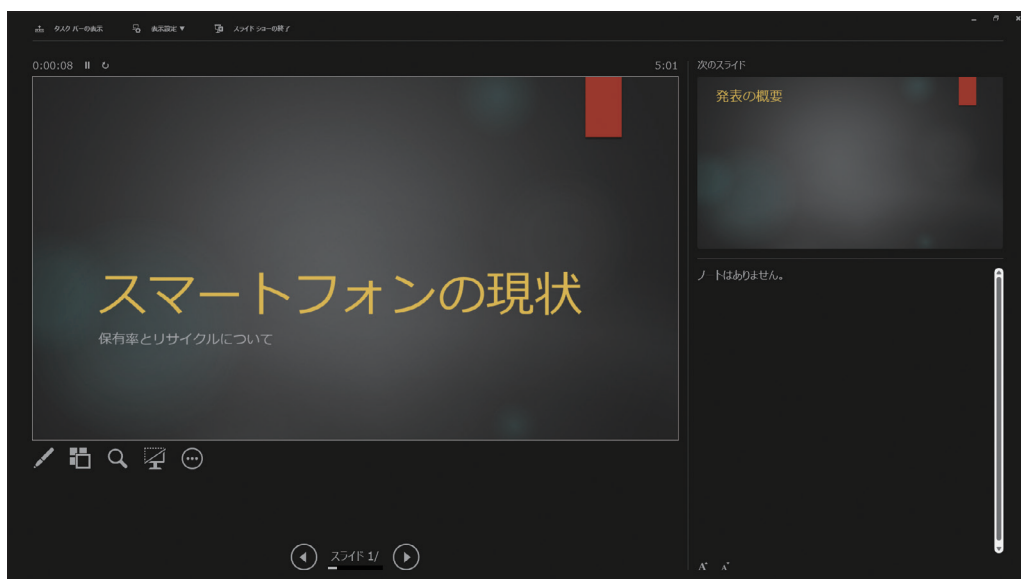 タスク バーの表示 表示設定 ▼ スライド ショーの終了
0:00:08
5:01
次のスライド
スマートフォンの現状
保有率とリサイクルについて
発表の概要
ノートはありません。
スライド 1/
A A